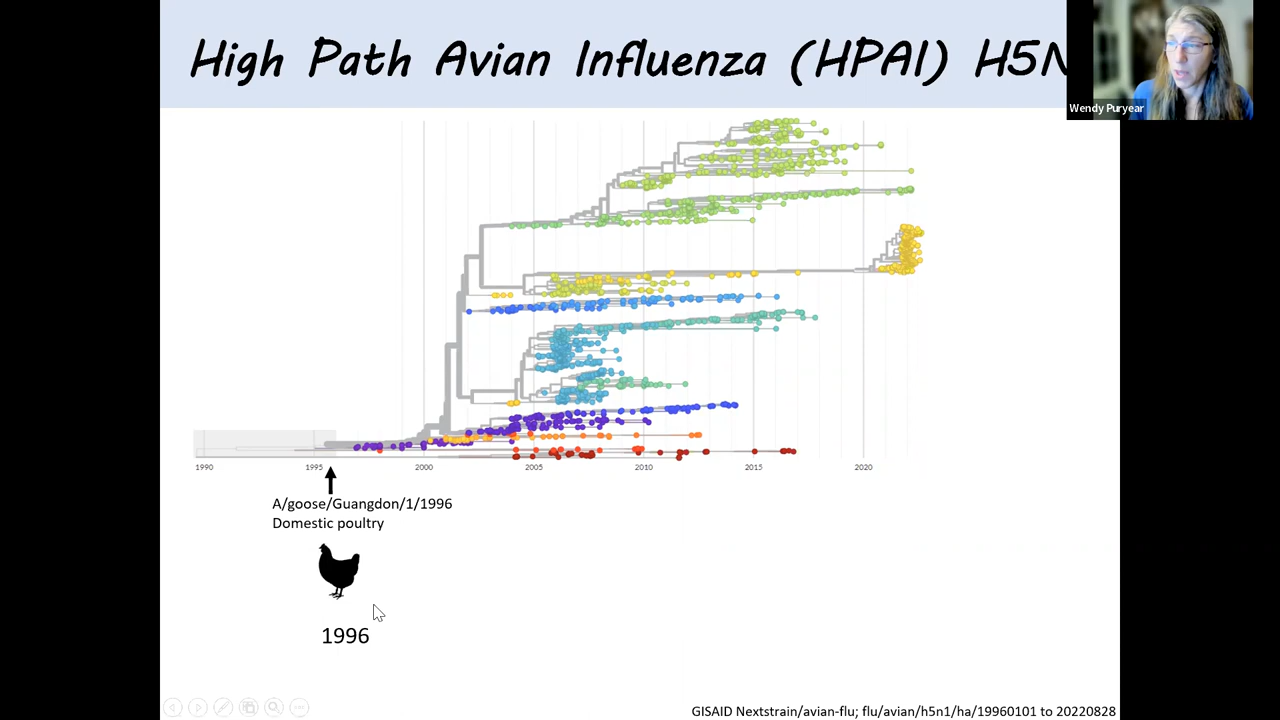 High Path Avian Influenza (HPAI) H5N
Wendy Puryear
1990 1995 2000 2005 2010 2015 2020
A/goose/Guangdon/1/1996
Domestic poultry
1996
GISAID Nextstrain/avian-flu; flu/avian/h5n1/ha/19960101 to 20220828